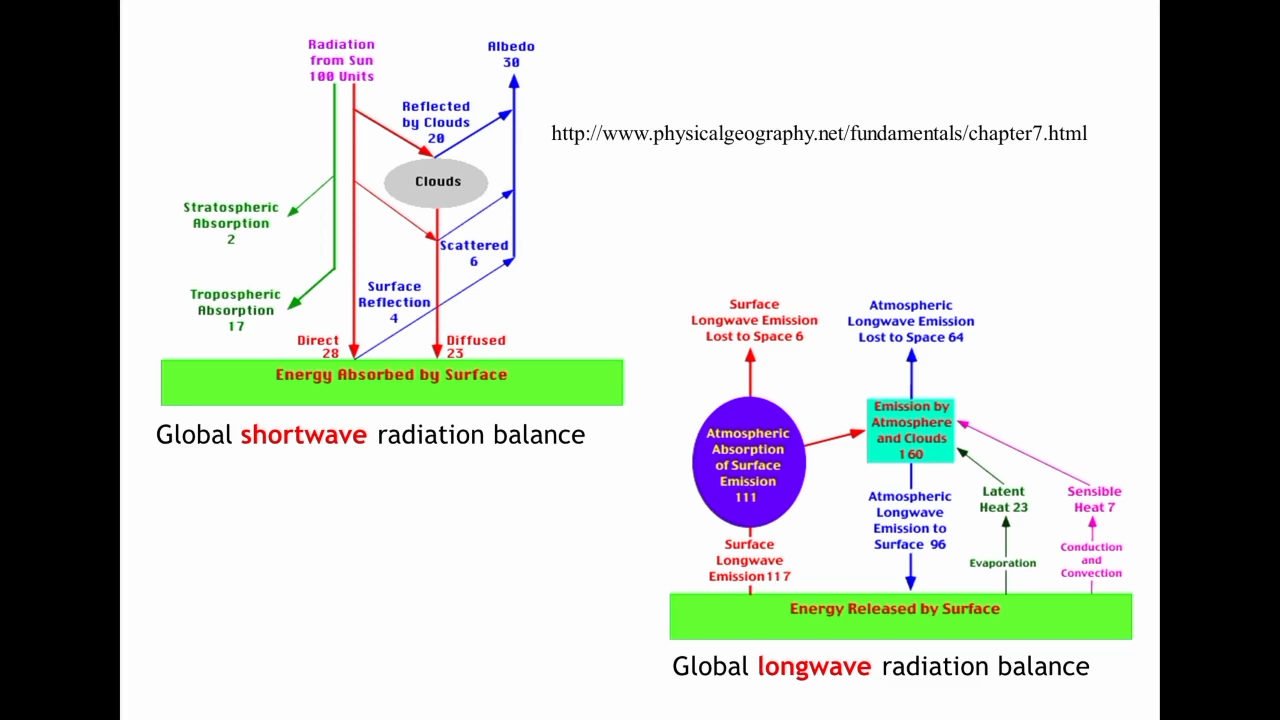 Radiation
from Sun
100 Units
Albedo
30
Reflected
by Clouds
20
http://www.physicalgeography.net/fundamentals/chapter7.html
Clouds
Stratospheric
Absorption
2
Scattered
6
Surface
Reflection
4
Tropospheric
Absorption
17
Direct
28
Diffused
23
Energy Absorbed by Surface
Global shortwave radiation balance
Surface
Longwave Emission
Lost to Space 6
Atmospheric
Longwave Emission
Lost to Space 64
Atmospheric
Absorption
of Surface
Emission
111
Emission by
Atmosphere
and Clouds
160
Surface
Longwave
Emission117
Atmospheric
Longwave
Emission to
Surface 96
Latent
Heat 23
Evaporation
Sensible
Heat 7
Conduction
and
Convection
Energy Released by Surface
Global longwave radiation balance